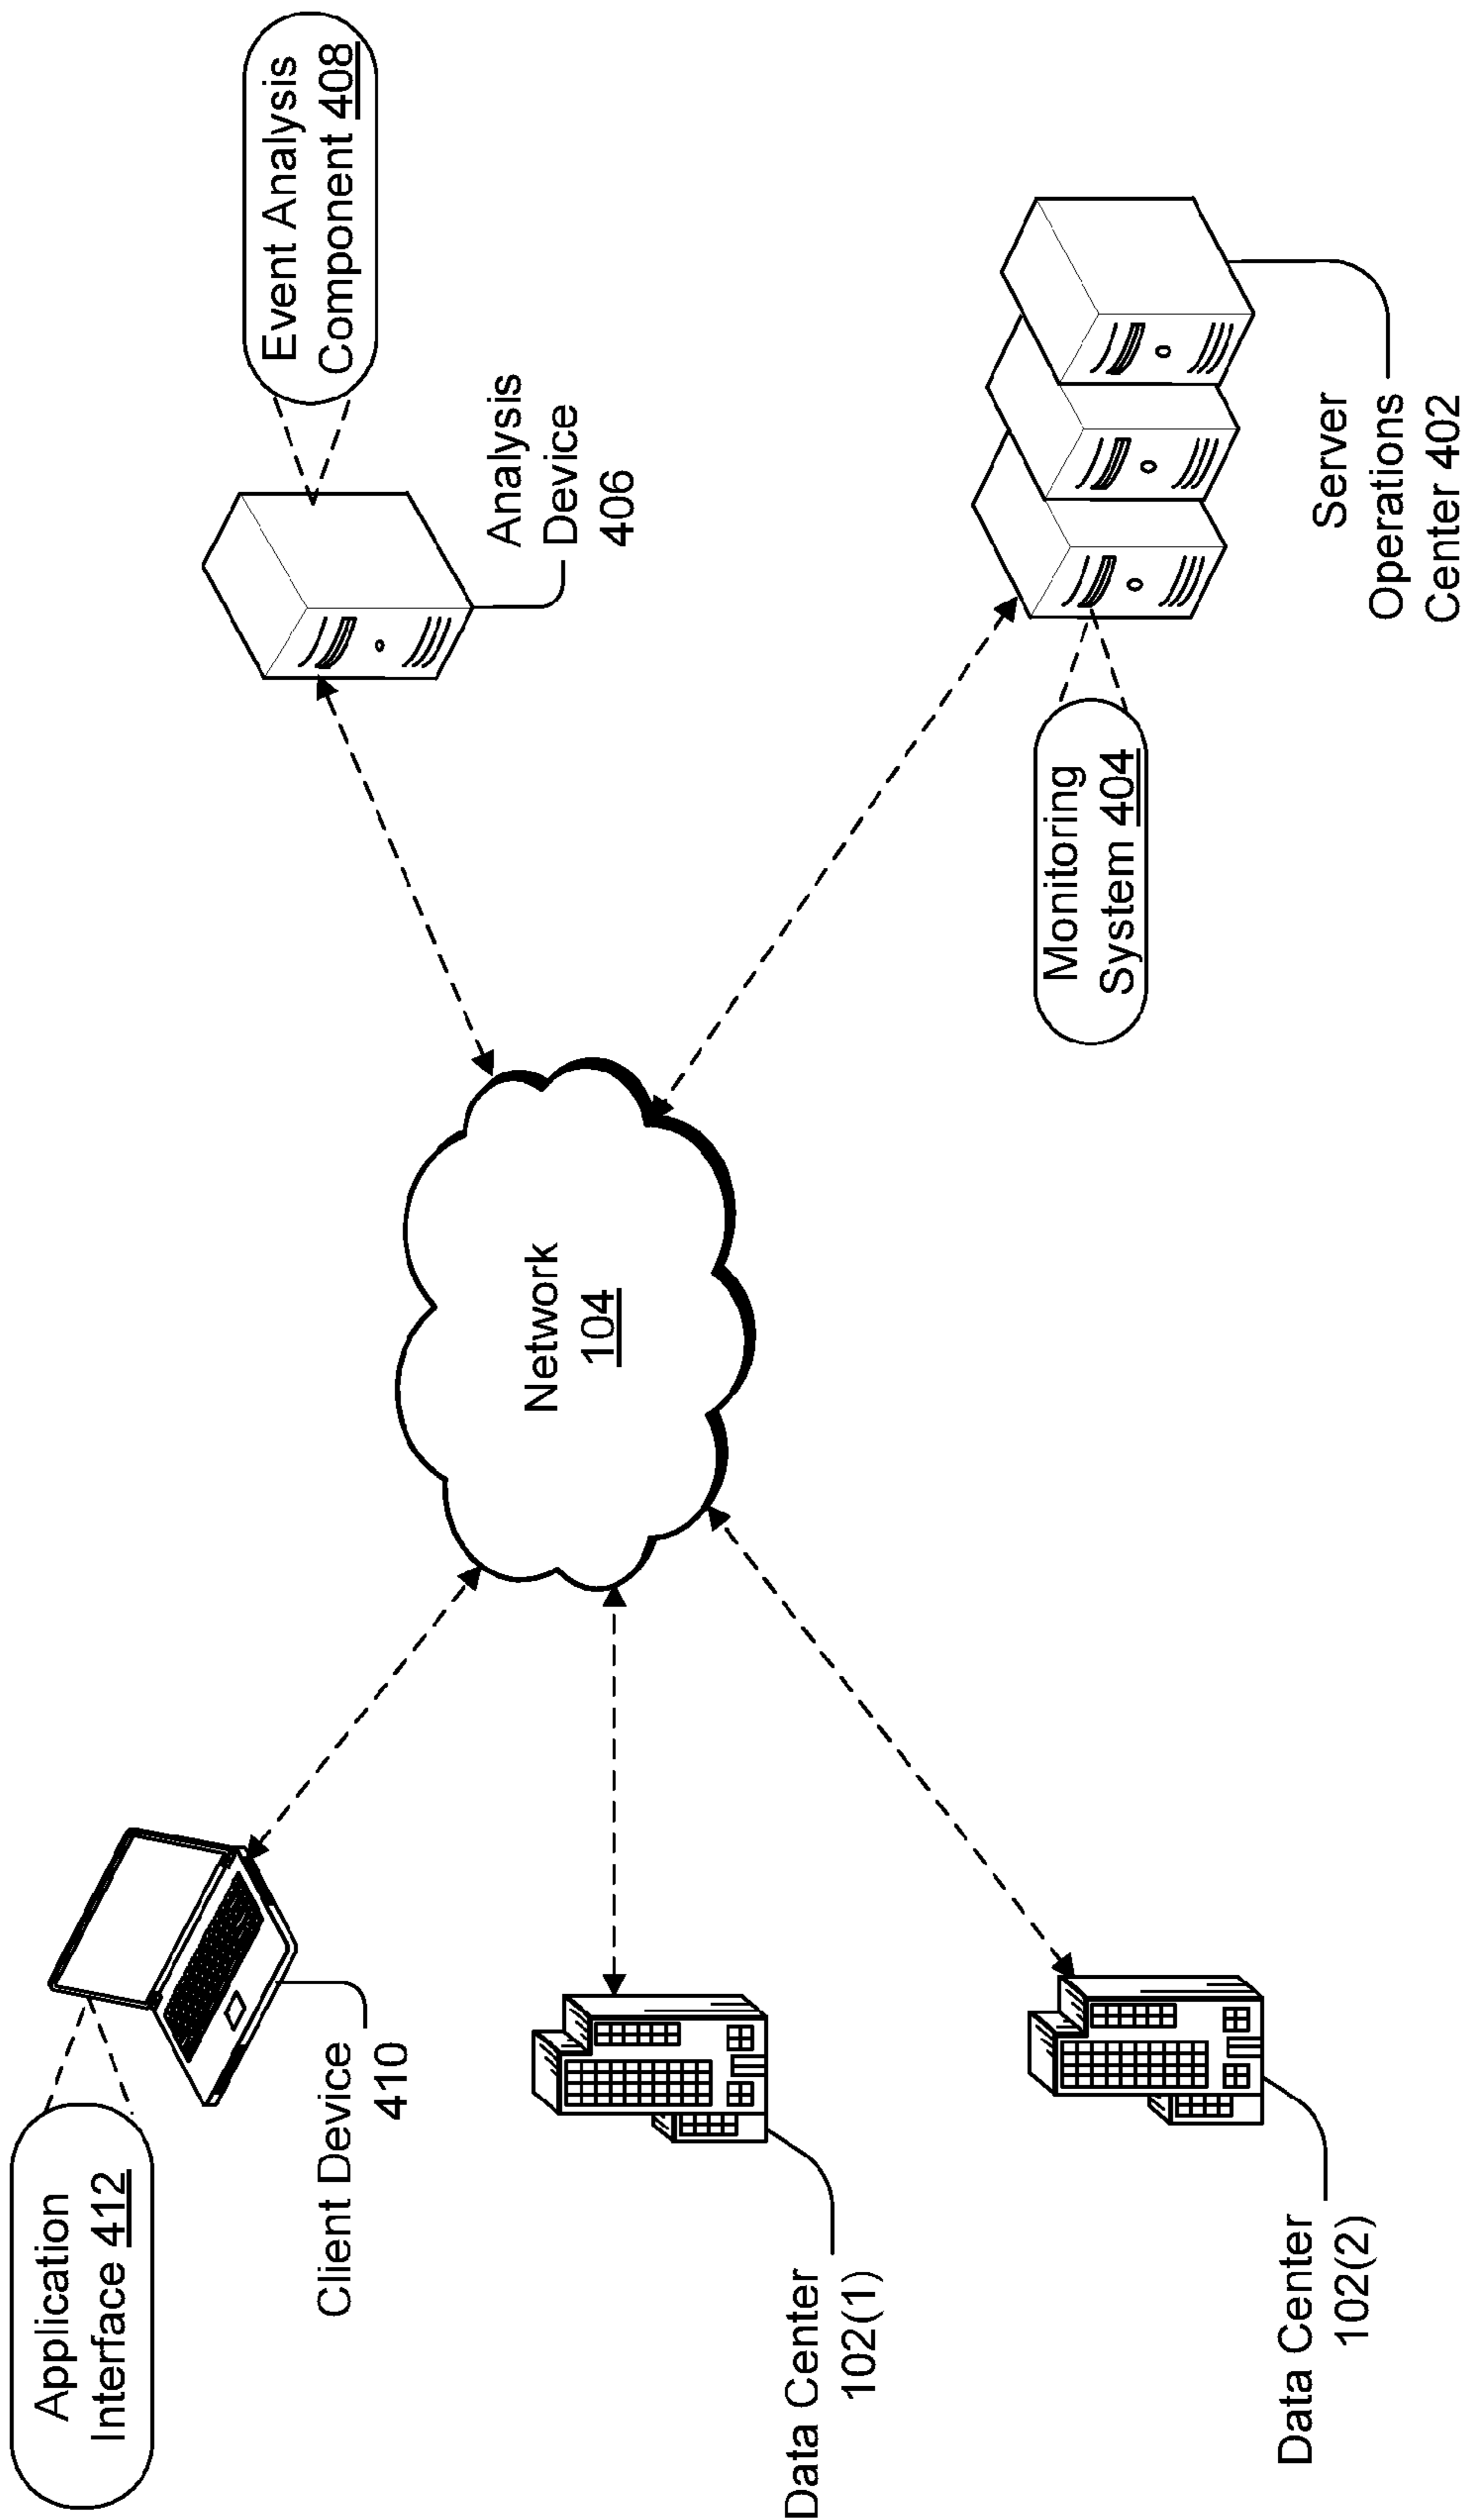 Application
Interface 412
Client Device
410
Data Center
102(1)
Data Center
102(2)
Network
104
Event Analysis
Component 408
Analysis
Device
406
Monitoring
System 404
Server
Operations
Center 402